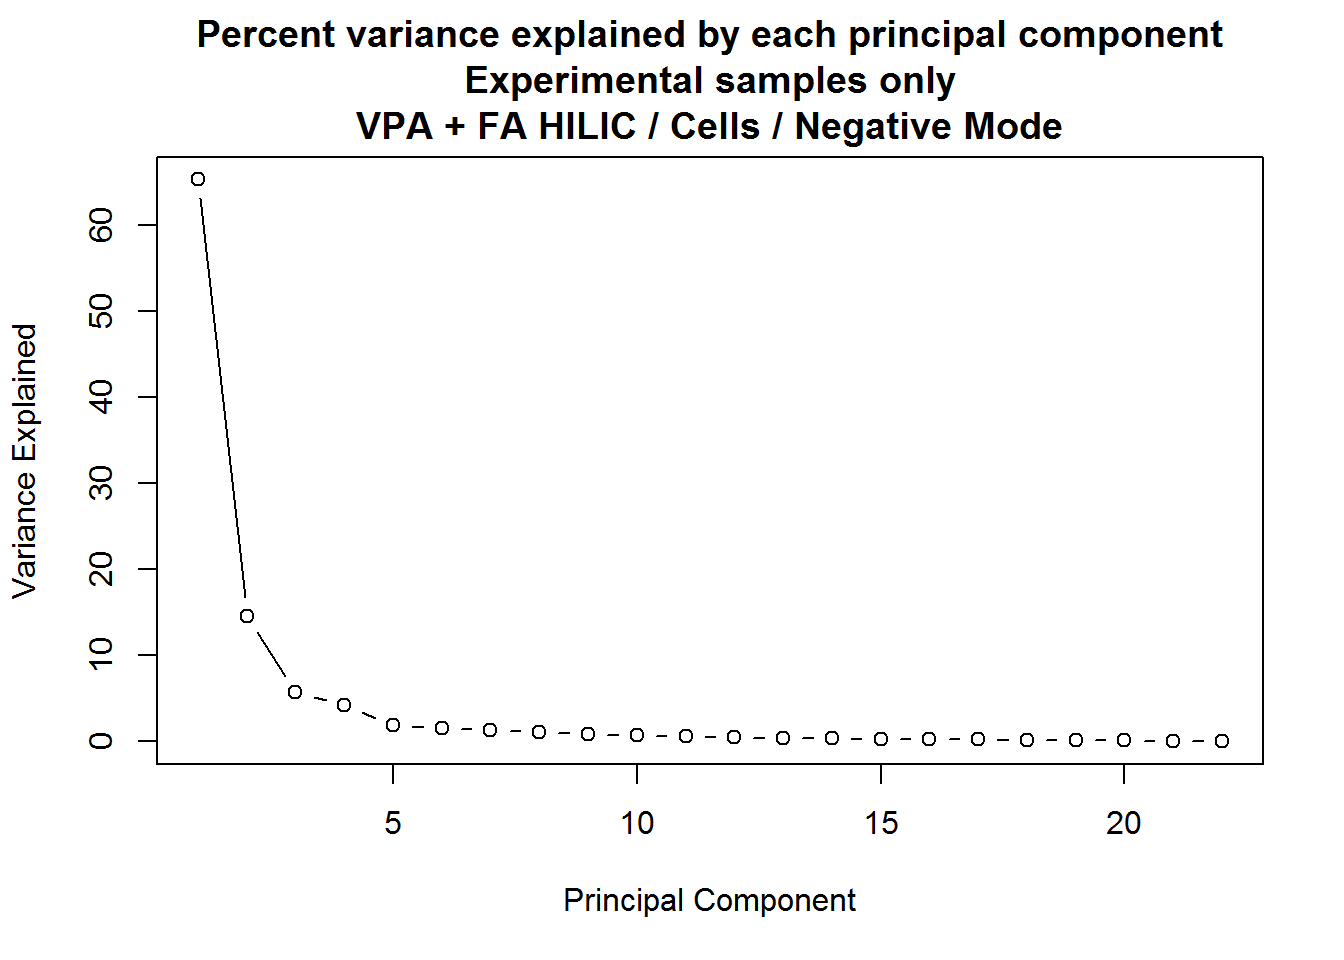 Percent variance explained by each principal component
Experimental samples only
VPA + FA HILIC / Cells / Negative Mode
Variance Explained
60
50
40
30
20
10
0
5 10 15 20
Principal Component